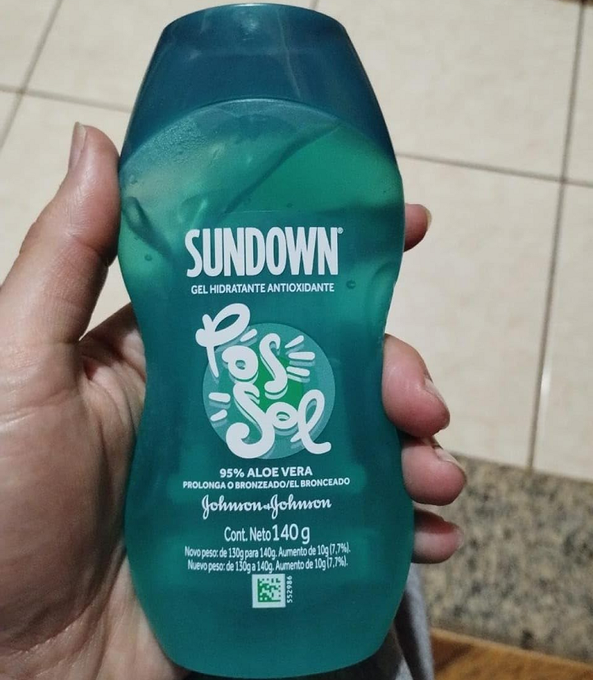 SUNDOWN®
GEL HIDRATANTE ANTIOXIDANTE
Pós
Sol
95% ALOE VERA
PROLONGA O BRONZEADO/EL BRONCEADO
Johnson & Johnson
Cont. Neto 140 g
Novo peso: de 130g para 140g. Aumento de 10g (7,7%).
Nuevo peso: de 130g a 140g. Aumento de 10g (7,7%).
552986